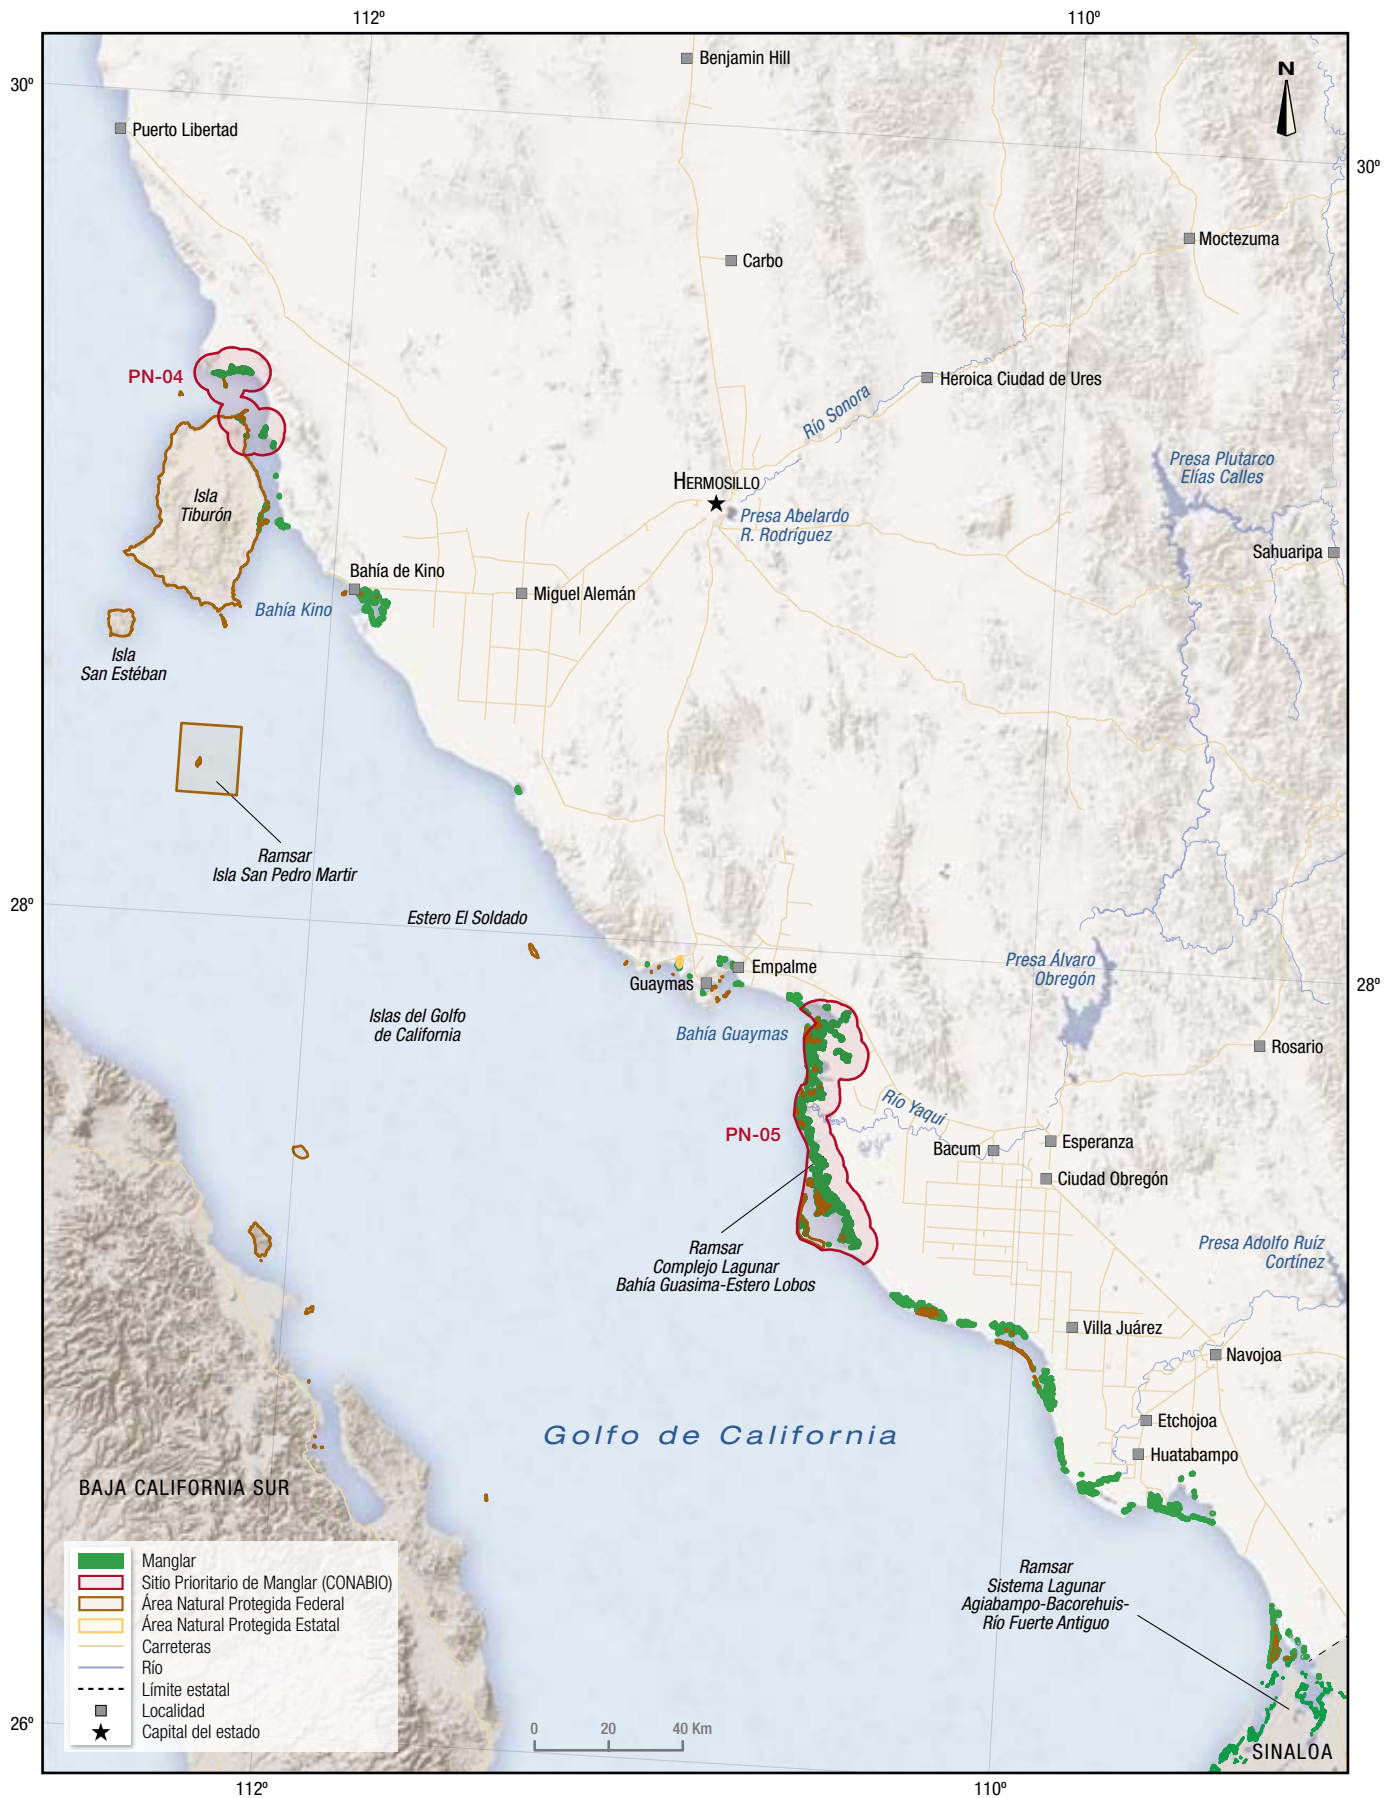 112º
110º
Benjamin Hill
N
30º
Puerto Libertad
30º
Moctezuma
Carbo
PN-04
Heroica Ciudad de Ures
Río Sonora
Presa Plutarco
Elías Calles
HERMOSILLO
Isla
Tiburón
Presa Abelardo
R. Rodríguez
Sahuaripa
Bahía de Kino
Miguel Alemán
Bahía Kino
Isla
San Estéban
Ramsar
Isla San Pedro Martir
28º
Estero El Soldado
Empalme
Presa Álvaro
Obregón
Guaymas
28º
Islas del Golfo
de California
Bahía Guaymas
Rosario
Río Yaqui
PN-05
Esperanza
Bacum
Ciudad Obregón
Ramsar
Complejo Lagunar
Bahía Guasima-Estero Lobos
Presa Adolfo Ruíz
Cortínez
Villa Juárez
Navojoa
Etchojoa
Golfo de California
Huatabampo
BAJA CALIFORNIA SUR
Manglar
Sitio Prioritario de Manglar (CONABIO)
Área Natural Protegida Federal
Área Natural Protegida Estatal
Carreteras
Río
Límite estatal
Localidad
Capital del estado
Ramsar
Sistema Lagunar
Agiabampo-Bacorehuis-
Río Fuerte Antiguo
26º
0 20 40 Km
SINALOA
112º
110º